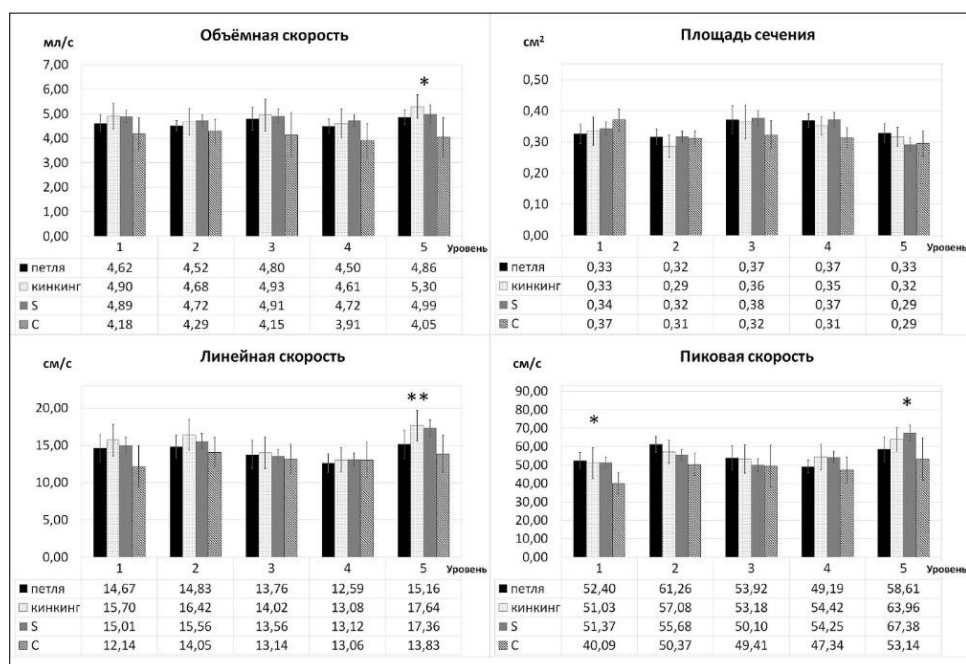 Объёмная скорость
мл/с
7,00
6,00
5,00
4,00
3,00
2,00
1,00
0,00
*
1 2 3 4 5 Уровень
петля 4,62 4,52 4,80 4,50 4,86
кинкинг 4,90 4,68 4,93 4,61 5,30
S 4,89 4,72 4,91 4,72 4,99
С 4,18 4,29 4,15 3,91 4,05
Площадь сечения
см²
0,60
0,50
0,40
0,30
0,20
0,10
0,00
1 2 3 4 5 Уровень
петля 0,33 0,32 0,37 0,37 0,33
кинкинг 0,33 0,29 0,36 0,35 0,32
S 0,34 0,32 0,38 0,37 0,29
С 0,37 0,31 0,32 0,31 0,29
Линейная скорость
см/с
20,00
15,00
10,00
5,00
0,00
**
1 2 3 4 5 Уровень
петля 14,67 14,83 13,76 12,59 15,16
кинкинг 15,70 16,42 14,02 13,08 17,64
S 15,01 15,56 13,56 13,12 17,36
С 12,14 14,05 13,14 13,06 13,83
Пиковая скорость
см/с
90,00
80,00
70,00
60,00
50,00
40,00
30,00
20,00
10,00
0,00
* *
1 2 3 4 5 Уровень
петля 52,40 61,26 53,92 49,19 58,61
кинкинг 51,03 57,08 53,18 54,42 63,96
S 51,37 55,68 50,10 54,25 67,38
С 40,09 50,37 49,41 47,34 53,14